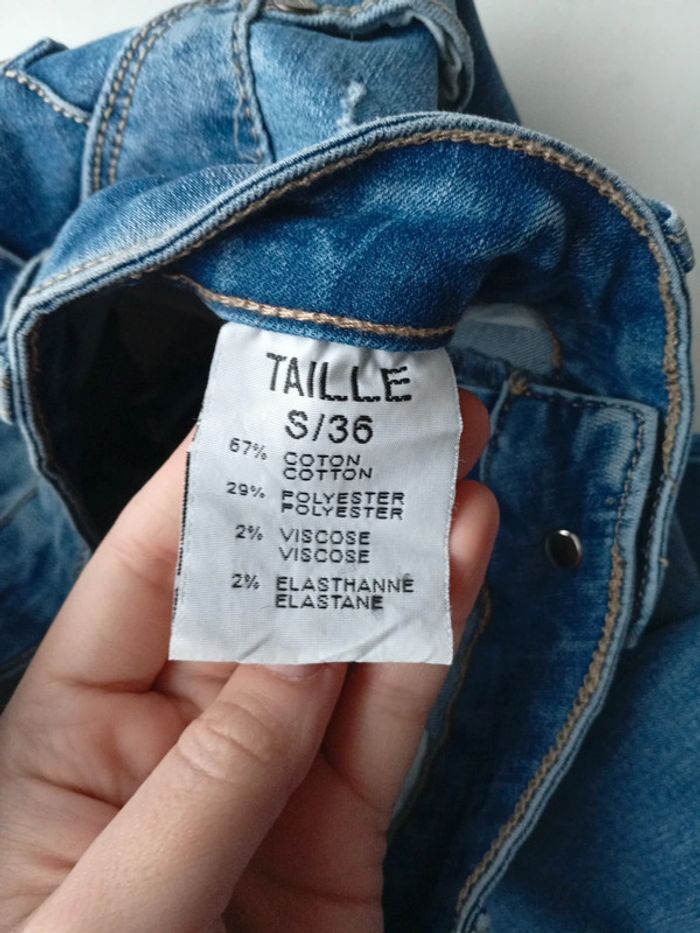 TAILLE
S/36
67% COTON
COTTON
29% POLYESTER
POLYESTER
2% VISCOSE
VISCOSE
2% ELASTHANNE
ELASTANE